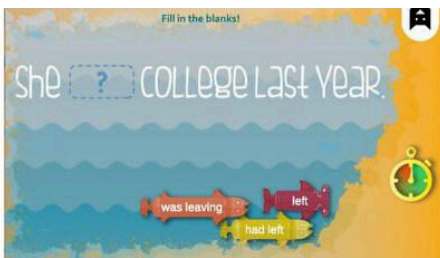 Fill in the blanks!
She ? COLLEGE LAST YEAR.
was leaving
left
had left